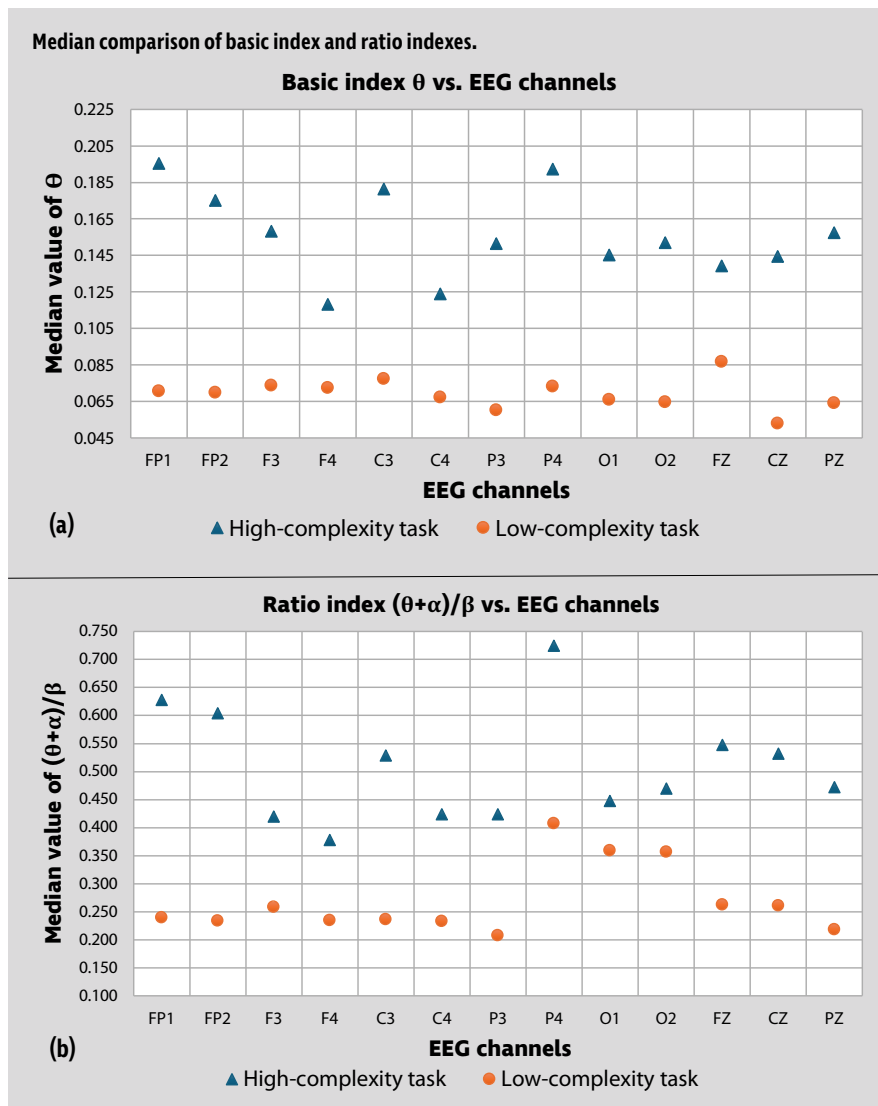 Median comparison of basic index and ratio indexes.
Basic index θ vs. EEG channels
Median value of θ
0.225
0.205
0.185
0.165
0.145
0.125
0.105
0.085
0.065
0.045
FP1 FP2 F3 F4 C3 C4 P3 P4 O1 O2 FZ CZ PZ
EEG channels
(a)
High-complexity task Low-complexity task
Ratio index (θ+α)/β vs. EEG channels
Median value of (θ+α)/β
0.750
0.700
0.650
0.600
0.550
0.500
0.450
0.400
0.350
0.300
0.250
0.200
0.150
0.100
FP1 FP2 F3 F4 C3 C4 P3 P4 O1 O2 FZ CZ PZ
EEG channels
(b)
High-complexity task Low-complexity task